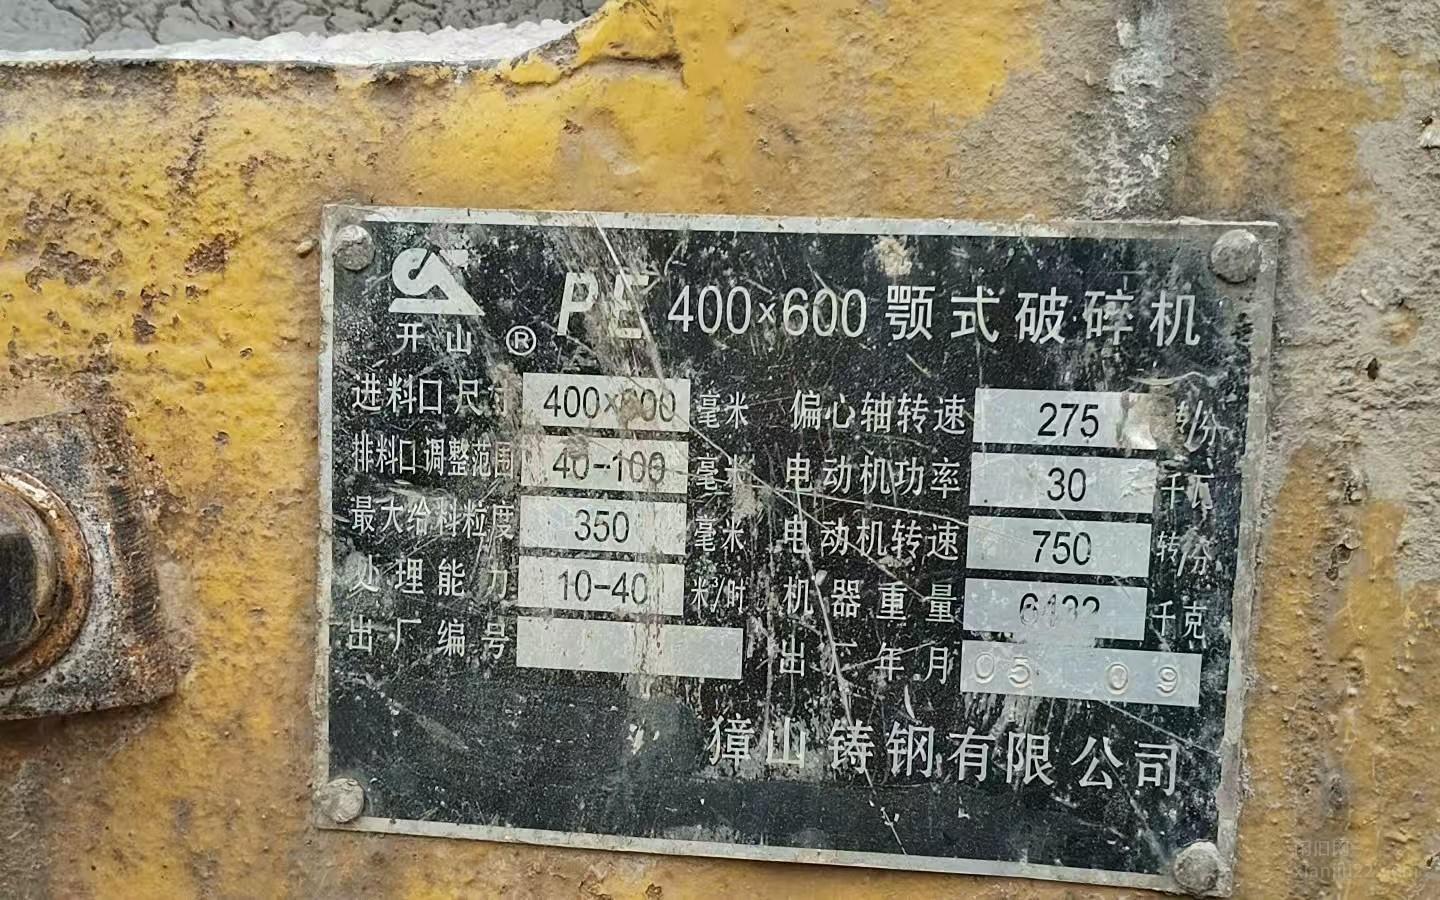 开山 ® PE 400×600 颚式破碎机
进料口尺寸 400×600 毫米 偏心轴转速 275 转/分
排料口调整范围 40-100 毫米 电动机功率 30 千瓦
最大给料粒度 350 毫米 电动机转速 750 转/分
处理能力 10-40 米³/时 机器重量 千克
出厂编号 出厂年月 05 09
獐山铸钢有限公司